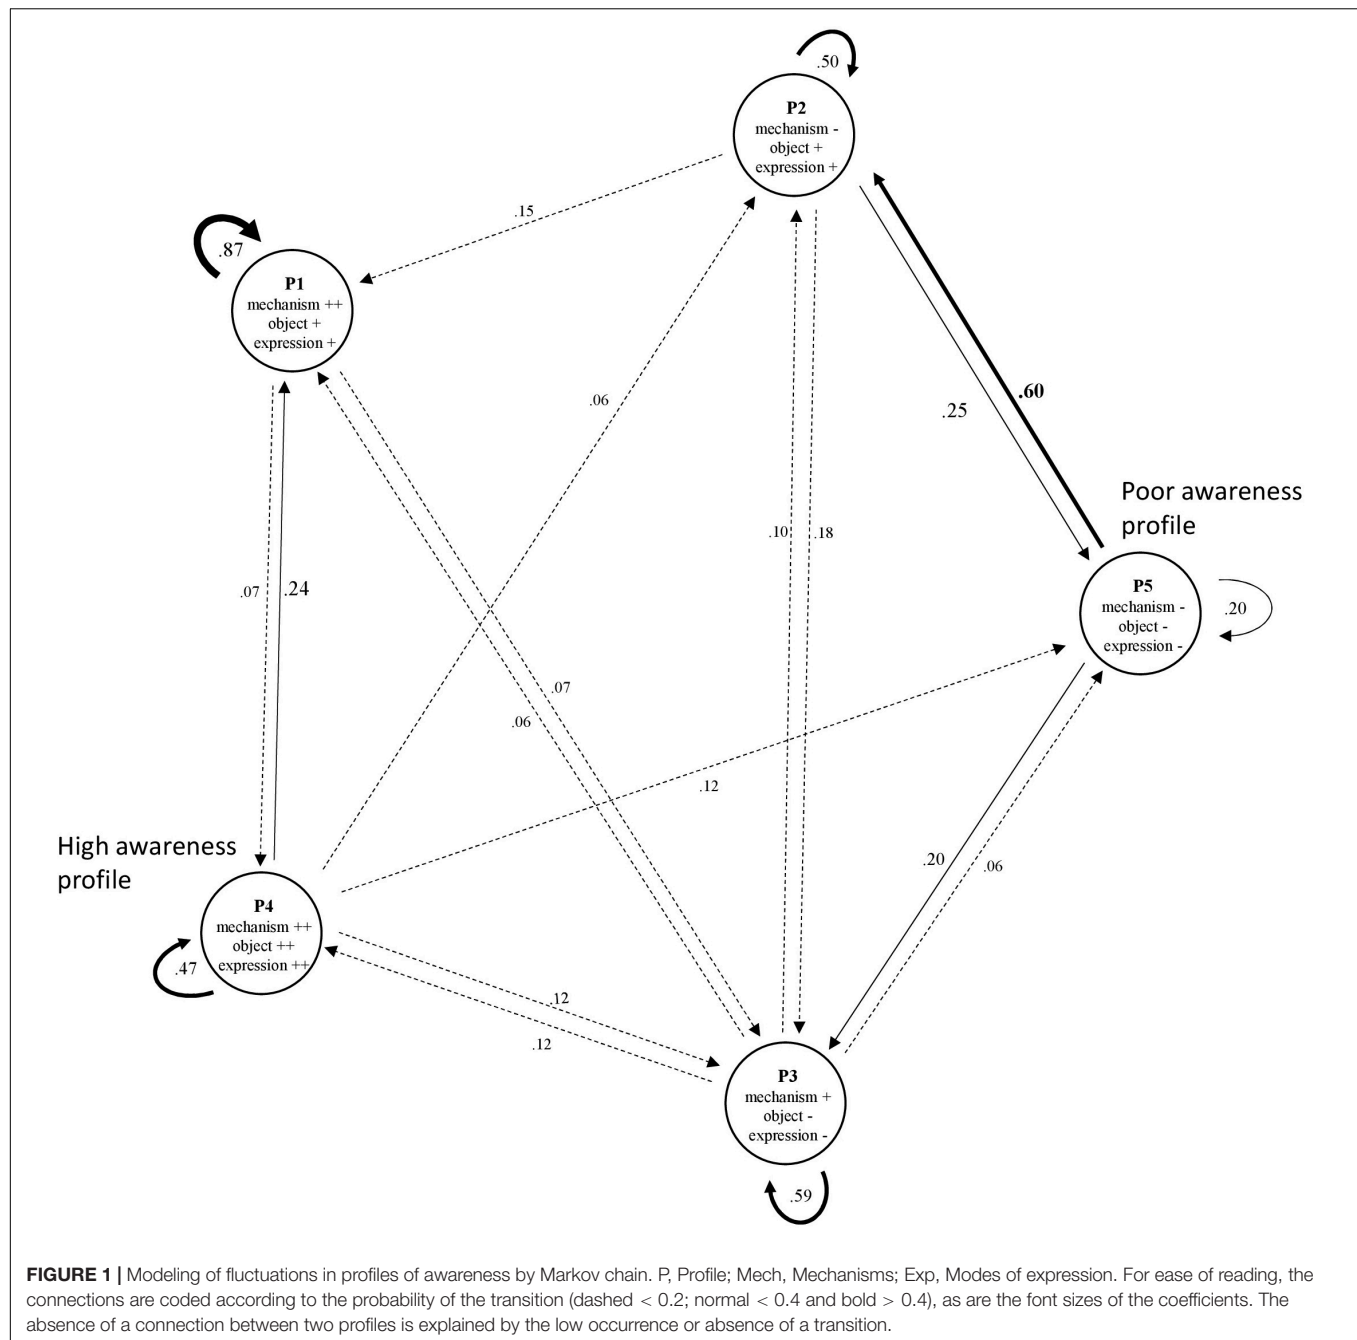 .50
P2
mechanism -
object +
expression +
.15
.87
P1
mechanism ++
object +
expression +
.06
.60
.25
Poor awareness
profile
.10
.18
.07
.24
P5
mechanism -
object -
expression -
.20
.07
.06
.12
High awareness
profile
.20
.06
P4
mechanism ++
object ++
expression ++
.47
.12
.12
P3
mechanism +
object -
expression -
.59
FIGURE 1 | Modeling of fluctuations in profiles of awareness by Markov chain. P, Profile; Mech, Mechanisms; Exp, Modes of expression. For ease of reading, the
connections are coded according to the probability of the transition (dashed < 0.2; normal < 0.4 and bold > 0.4), as are the font sizes of the coefficients. The
absence of a connection between two profiles is explained by the low occurrence or absence of a transition.